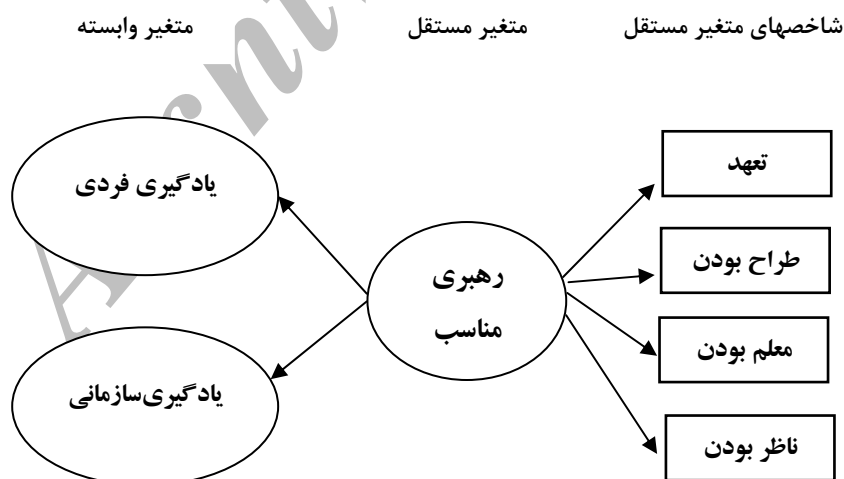 شاخصهای متغیر مستقل
متغیر مستقل
متغیر وابسته
تعهد
طراح بودن
معلم بودن
ناظر بودن
رهبری
مناسب
یادگیری فردی
یادگیری‌سازمانی